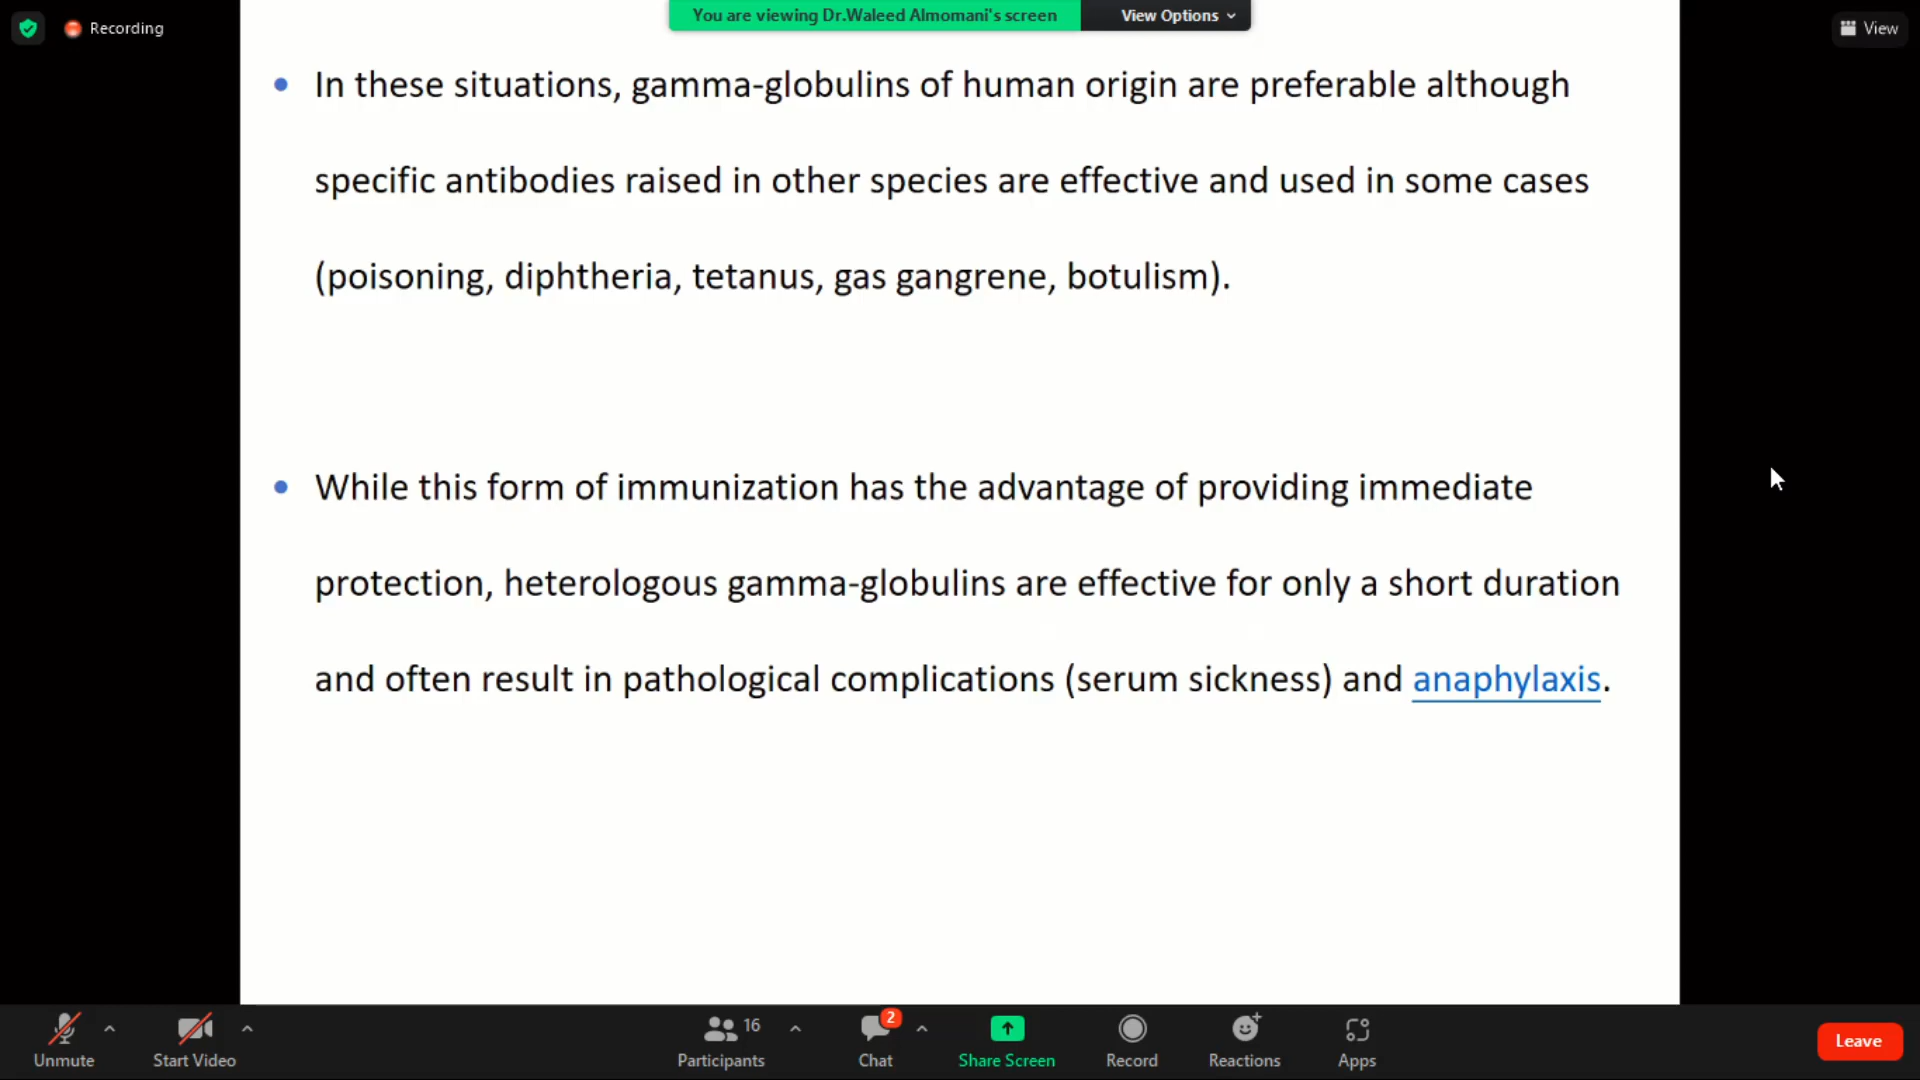 You are viewing Dr.Waleed Almomani's screen
View Options
Recording
View
• In these situations, gamma-globulins of human origin are preferable although
specific antibodies raised in other species are effective and used in some cases
(poisoning, diphtheria, tetanus, gas gangrene, botulism).
• While this form of immunization has the advantage of providing immediate
protection, heterologous gamma-globulins are effective for only a short duration
and often result in pathological complications (serum sickness) and anaphylaxis.
Unmute
Start Video
16
Participants
2
Chat
Share Screen
Record
Reactions
Apps
Leave